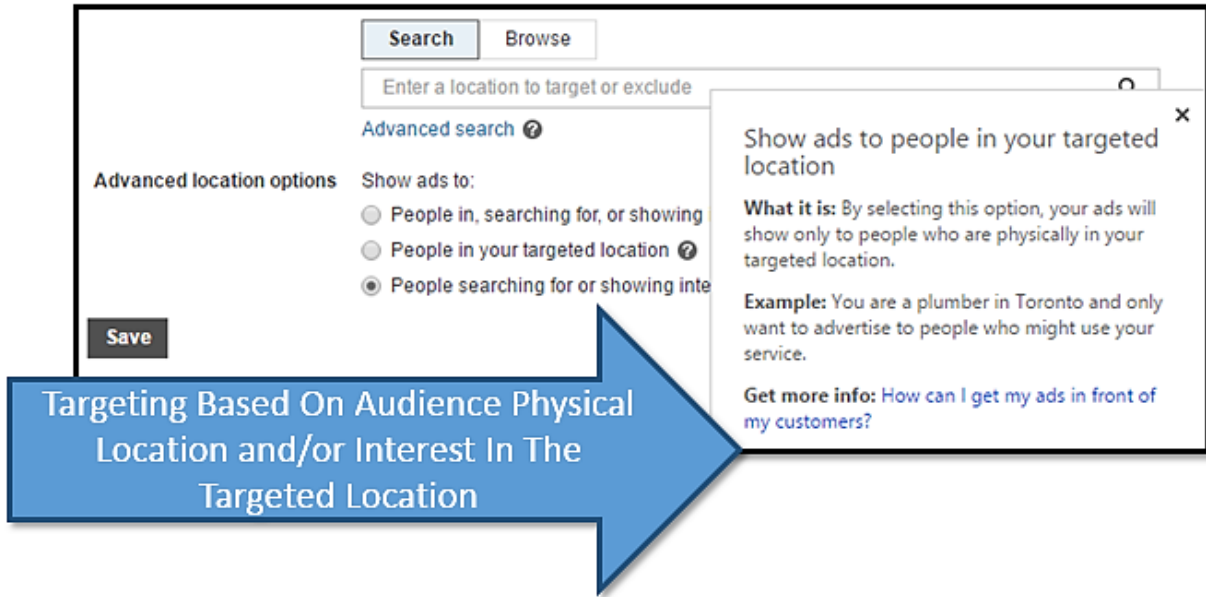 Search Browse
Enter a location to target or exclude
Advanced search
Advanced location options Show ads to:
People in, searching for, or showing
People in your targeted location
People searching for or showing inte
Save
Show ads to people in your targeted
location
What it is: By selecting this option, your ads will
show only to people who are physically in your
targeted location.
Example: You are a plumber in Toronto and only
want to advertise to people who might use your
service.
Get more info: How can I get my ads in front of
my customers?
Targeting Based On Audience Physical
Location and/or Interest In The
Targeted Location